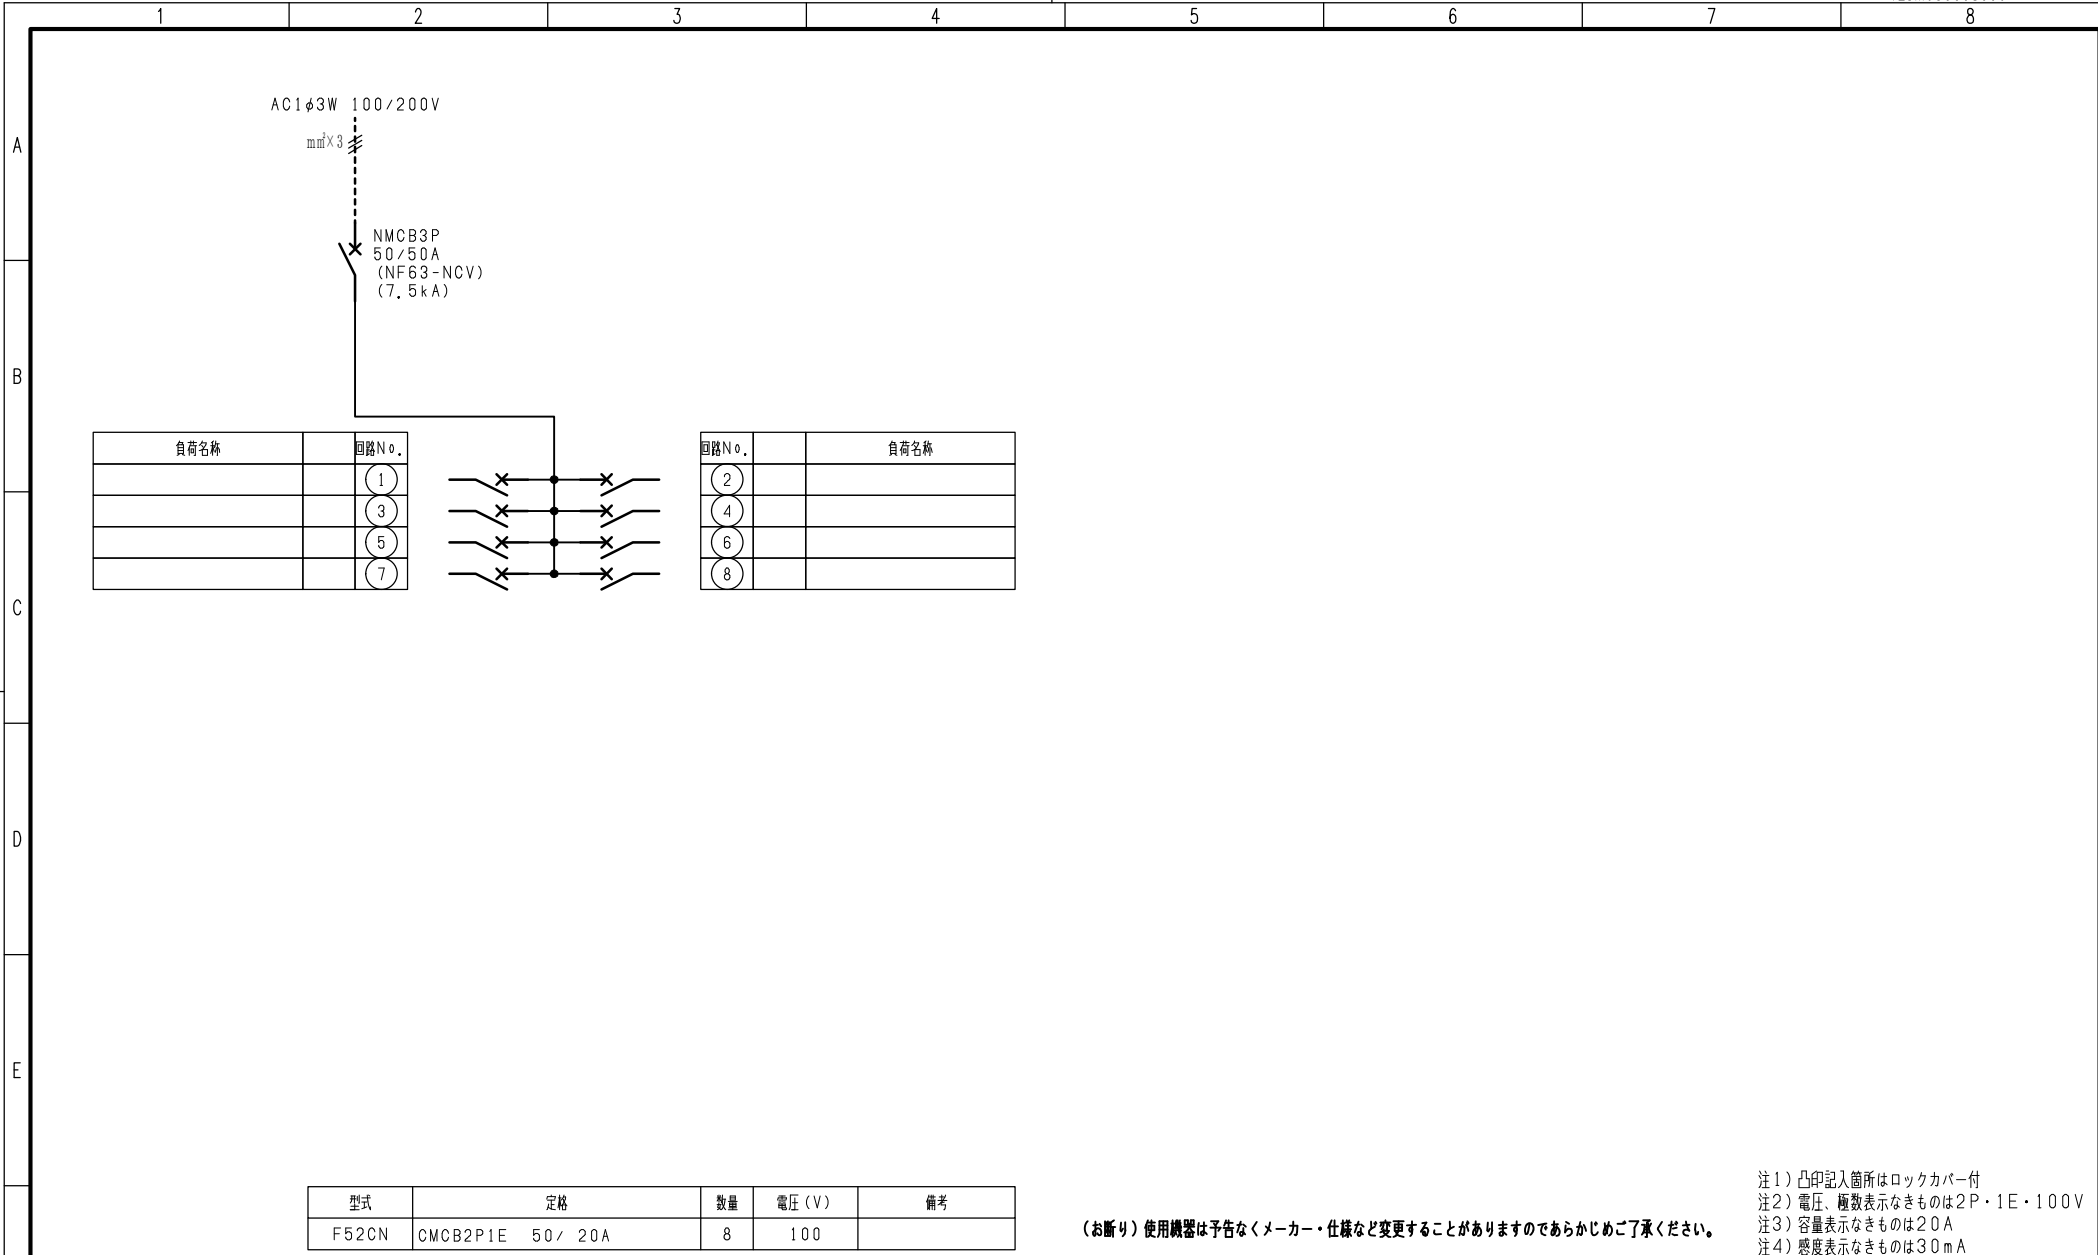 1 2 3 4 5 6 7 8
A
B
C
D
E
AC1φ3W 100/200V
mm²×3
NMCB3P
50/50A
(NF63-NCV)
(7.5kA)
負荷名称 回路No.
1
3
5
7
回路No. 負荷名称
2
4
6
8
型式 定格 数量 電圧(V) 備考
F52CN CMCB2P1E 50/ 20A 8 100
(お断り)使用機器は予告なくメーカー・仕様など変更することがありますのであらかじめご了承ください。
注1)凸印記入箇所はロックカバー付
注2)電圧、極数表示なきものは2P・1E・100V
注3)容量表示なきものは20A
注4)感度表示なきものは30mA